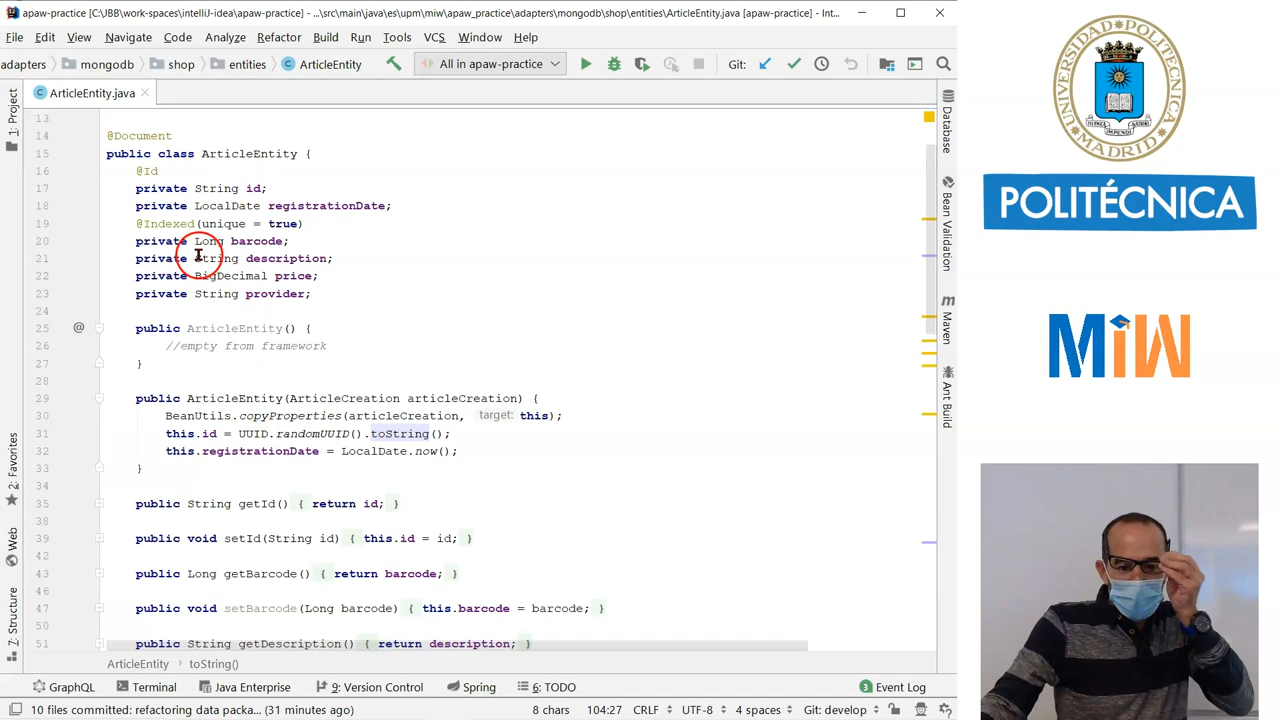 apaw-practice [C:\JBB\work-spaces\intelliJ-idea\apaw-practice] - ...\src\main\java\es\upm\miw\apaw_practice\adapters\mongodb\shop\entities\ArticleEntity.java [apaw-practice] - Int...
File Edit View Navigate Code Analyze Refactor Build Run Tools VCS Window Help
adapters mongodb shop entities ArticleEntity All in apaw-practice Git:
ArticleEntity.java
1: Project
2: Favorites
Web
7: Structure
13
14 @Document
15 public class ArticleEntity {
16 @Id
17 private String id;
18 private LocalDate registrationDate;
19 @Indexed(unique = true)
20 private Long barcode;
21 private String description;
22 private BigDecimal price;
23 private String provider;
24
25 @ public ArticleEntity() {
26 //empty from framework
27 }
28
29 public ArticleEntity(ArticleCreation articleCreation) {
30 BeanUtils.copyProperties(articleCreation, target: this);
31 this.id = UUID.randomUUID().toString();
32 this.registrationDate = LocalDate.now();
33 }
34
35 public String getId() { return id; }
38
39 public void setId(String id) { this.id = id; }
42
43 public Long getBarcode() { return barcode; }
46
47 public void setBarcode(Long barcode) { this.barcode = barcode; }
50
51 public String getDescription() { return description; }
Database
Bean Validation
m Maven
Ant Build
ArticleEntity toString()
GraphQL Terminal Java Enterprise 9: Version Control Spring 6: TODO 3 Event Log
10 files committed: refactoring data packa... (31 minutes ago) 8 chars 104:27 CRLF UTF-8 4 spaces Git: develop
UNIVERSIDAD POLITÉCNICA
DE MADRID
POLITÉCNICA
MiW